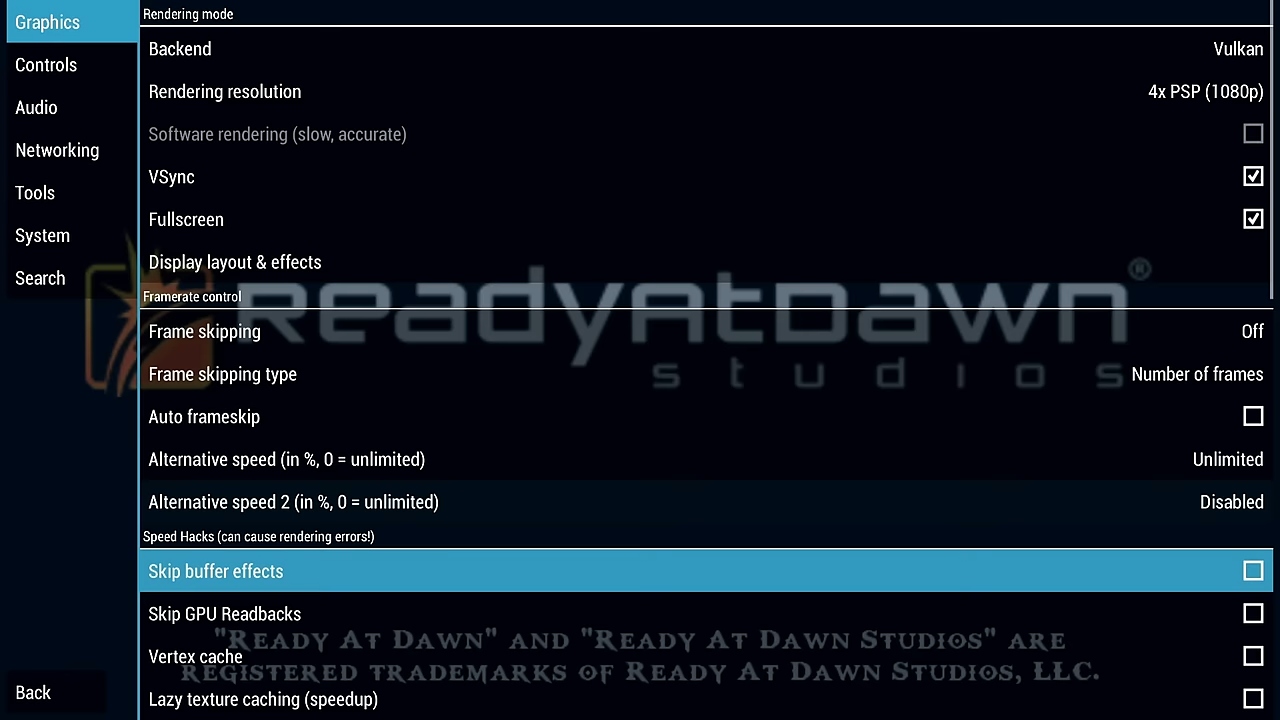 Graphics
Controls
Audio
Networking
Tools
System
Search
Back
Rendering mode
Backend Vulkan
Rendering resolution 4x PSP (1080p)
Software rendering (slow, accurate)
VSync
Fullscreen
Display layout & effects
Framerate control
Frame skipping Off
Frame skipping type Number of frames
Auto frameskip
Alternative speed (in %, 0 = unlimited) Unlimited
Alternative speed 2 (in %, 0 = unlimited) Disabled
Speed Hacks (can cause rendering errors!)
Skip buffer effects
Skip GPU Readbacks
Vertex cache
Lazy texture caching (speedup)
ReadyAtDawn®
studios
"Ready At Dawn" and "Ready At Dawn Studios" are
registered trademarks of Ready At Dawn Studios, LLC.